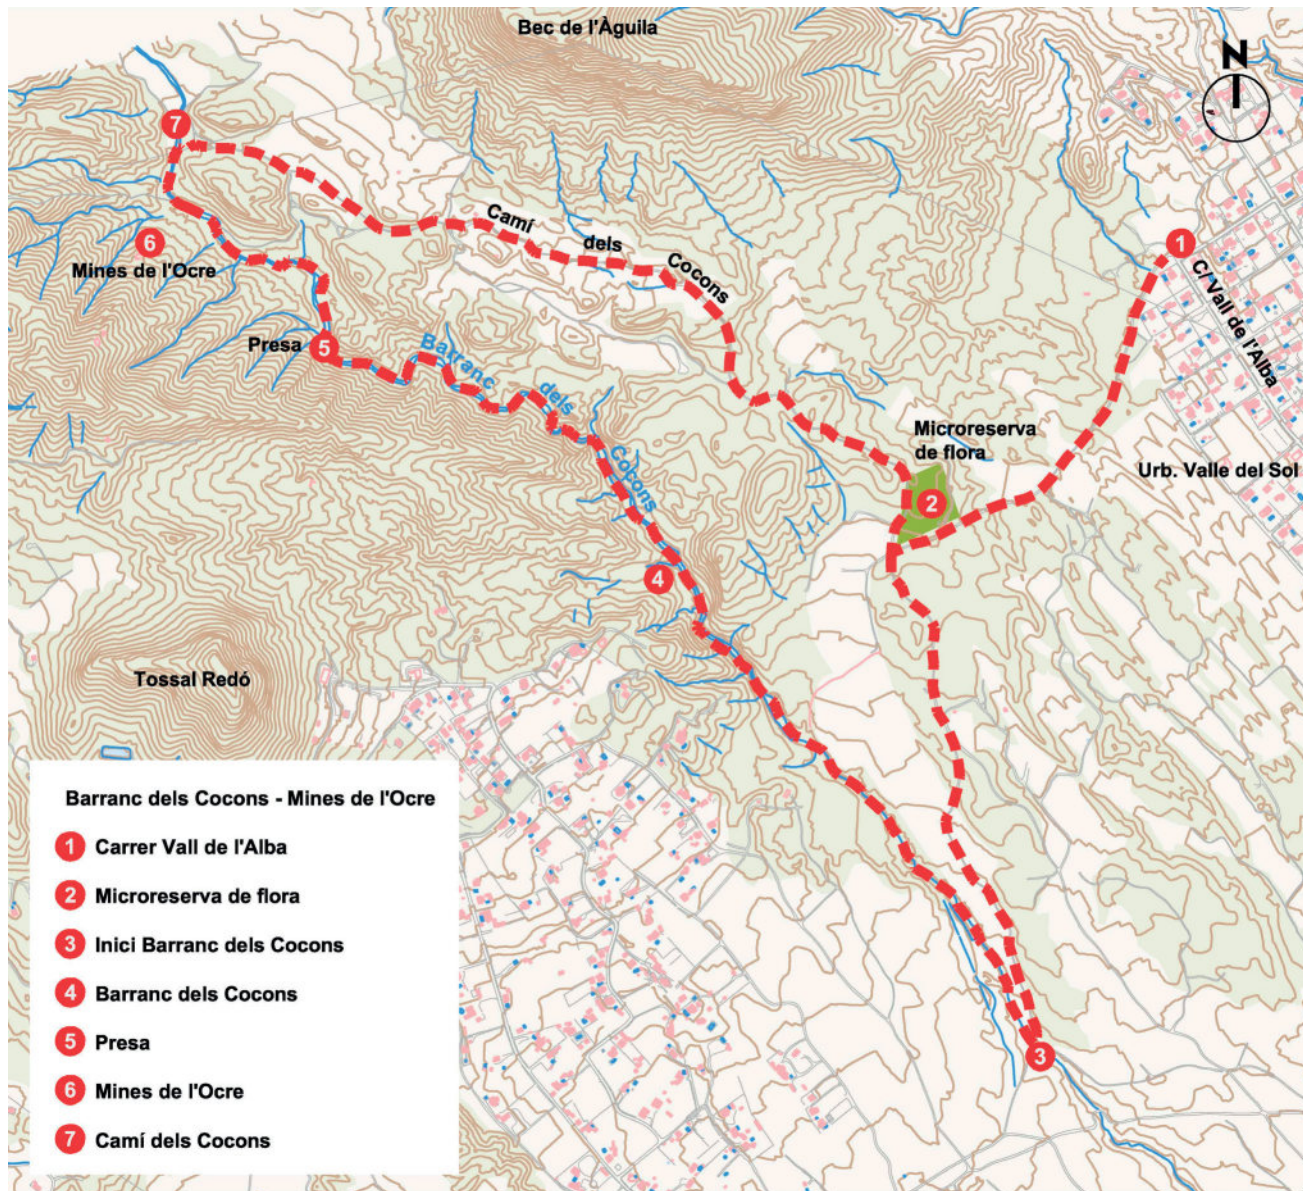 Bec de l'Àguila
N
7
1
Camí
dels
Cocons
6
Mines de l'Ocre
C/ Vall de l'Alba
Presa
5
Barranc
dels
Cocons
Microreserva
de flora
2
Urb. Valle del Sol
4
Tossal Redó
3
Barranc dels Cocons - Mines de l'Ocre
1 Carrer Vall de l'Alba
2 Microreserva de flora
3 Inici Barranc dels Cocons
4 Barranc dels Cocons
5 Presa
6 Mines de l'Ocre
7 Camí dels Cocons